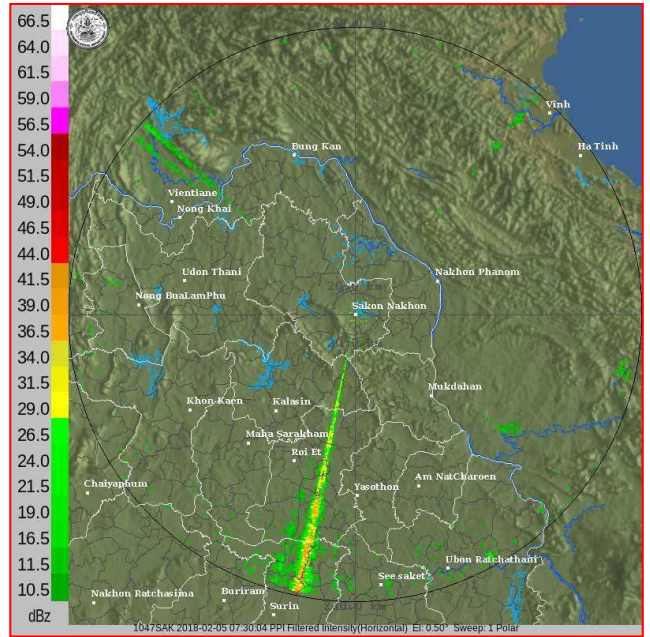 66.5
64.0
61.5
59.0
56.5
54.0
51.5
49.0
46.5
44.0
41.5
39.0
36.5
34.0
31.5
29.0
26.5
24.0
21.5
19.0
16.5
14.0
11.5
10.5
dBz
Vinh
Ha Tinh
Bung Kan
Vientiane
Nong Khai
Udon Thani
Nakhon Phanom
Nong BuaLamPhu
Sakon Nakhon
Mukdahan
Khon Kaen
Kalasin
Maha Sarakham
Roi Et
Chaiyaphum
Yasothon
Am NatCharoen
Ubon Ratchathani
See saket
Nakhon Ratchasima
Buriram
Surin
1047SAK 2018-02-05 07:30:04 PPI Filtered Intensity(Horizontal) El: 0.50° Sweep: 1 Polar